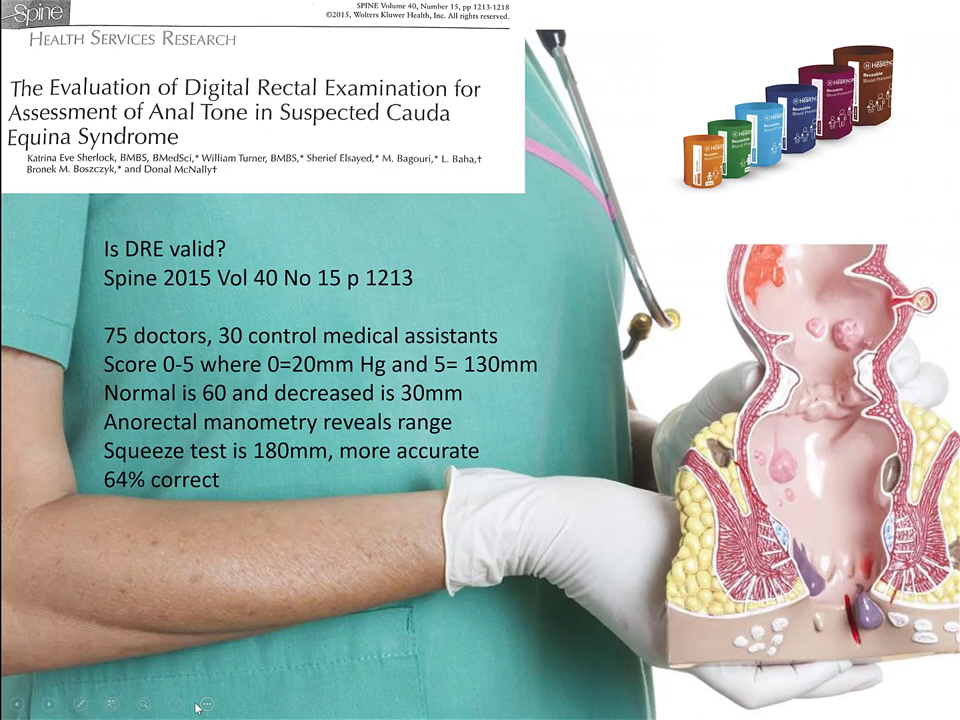 Spine
SPINE Volume 40, Number 15, pp 1213-1218
©2015, Wolters Kluwer Health, Inc. All rights reserved.
HEALTH SERVICES RESEARCH
The Evaluation of Digital Rectal Examination for
Assessment of Anal Tone in Suspected Cauda
Equina Syndrome
Katrina Eve Sherlock, BMBS, BMedSci,* William Turner, BMBS,* Sherief Elsayed,* M. Bagouri,* L. Baha,†
Bronek M. Boszczyk,* and Donal McNally†
Is DRE valid?
Spine 2015 Vol 40 No 15 p 1213
75 doctors, 30 control medical assistants
Score 0-5 where 0=20mm Hg and 5= 130mm
Normal is 60 and decreased is 30mm
Anorectal manometry reveals range
Squeeze test is 180mm, more accurate
64% correct
Reusable
Blood Pressure